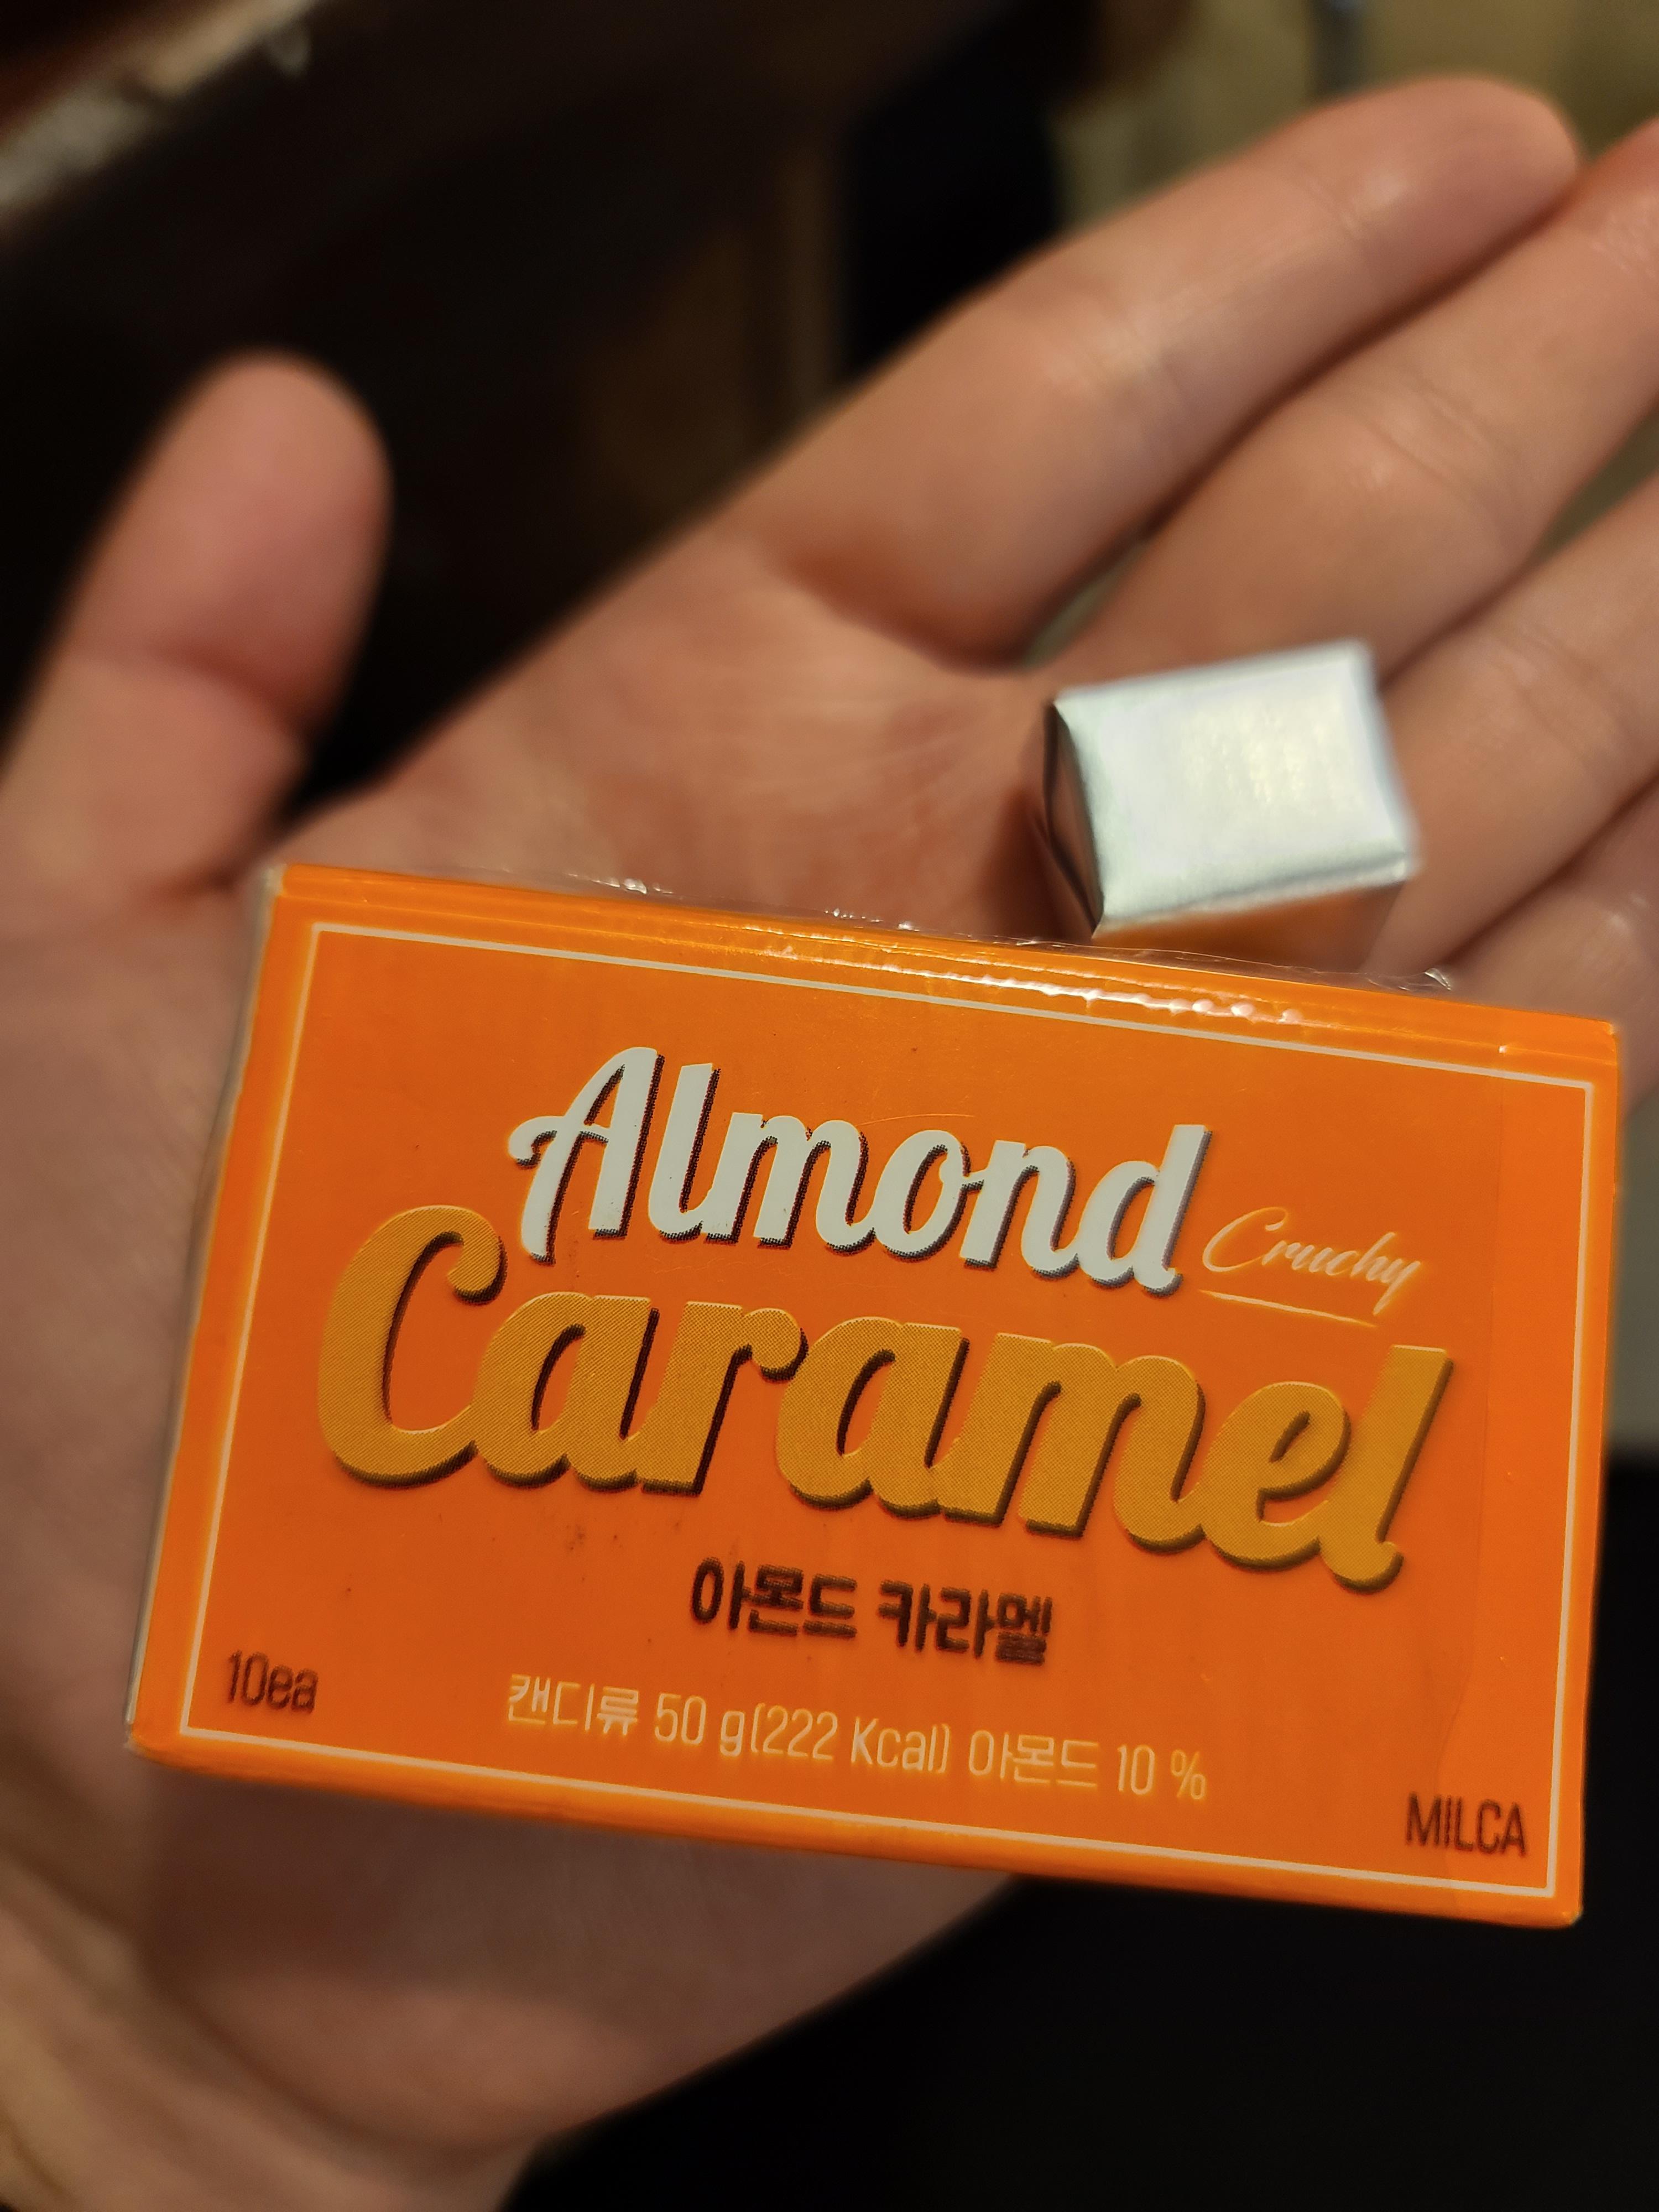 Almond
Cruchy
Caramel
아몬드 카라멜
10ea
캔디류 50 g(222 Kcal) 아몬드 10 %
MILCA